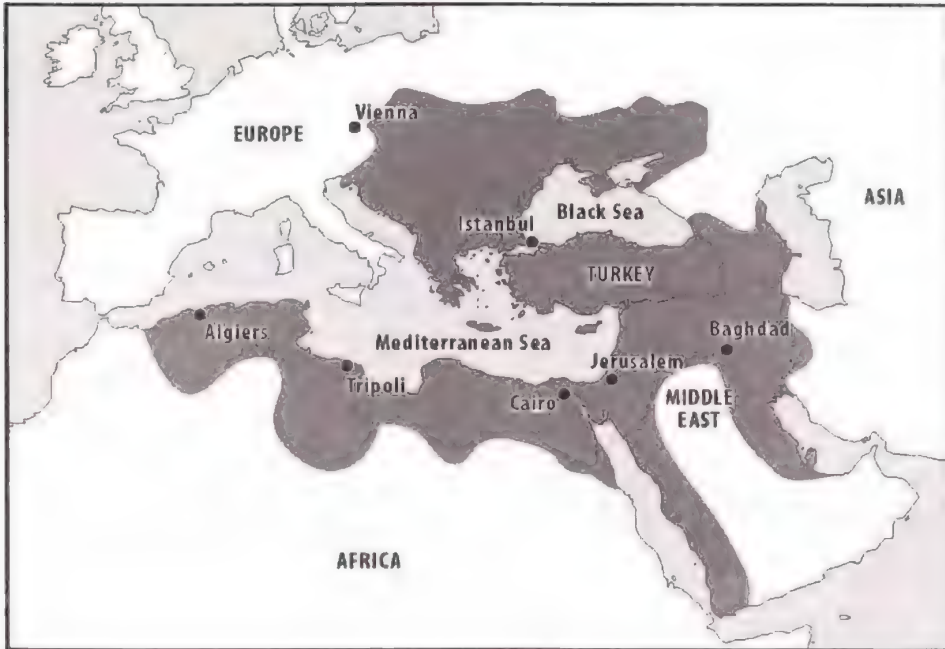 Vienna
EUROPE
ASIA
Black Sea
Istanbul
TURKEY
Algiers
Baghdad
Mediterranean Sea
Jerusalem
Tripoli
Cairo
MIDDLE
EAST
AFRICA